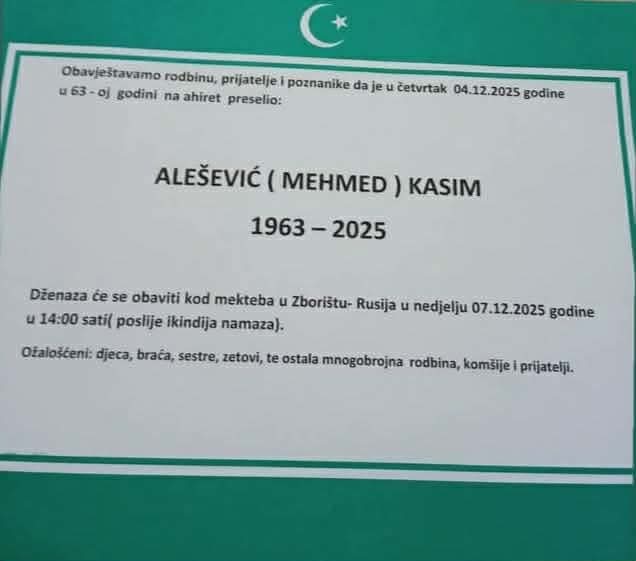 Obavještavamo rodbinu, prijatelje i poznanike da je u četvrtak 04.12.2025 godine
u 63 - oj godini na ahiret preselio:
ALEŠEVIĆ ( MEHMED ) KASIM
1963 – 2025
Dženaza će se obaviti kod mekteba u Zborištu- Rusija u nedjelju 07.12.2025 godine
u 14:00 sati( poslije ikindija namaza).
Ožalošćeni: djeca, braća, sestre, zetovi, te ostala mnogobrojna rodbina, komšije i prijatelji.